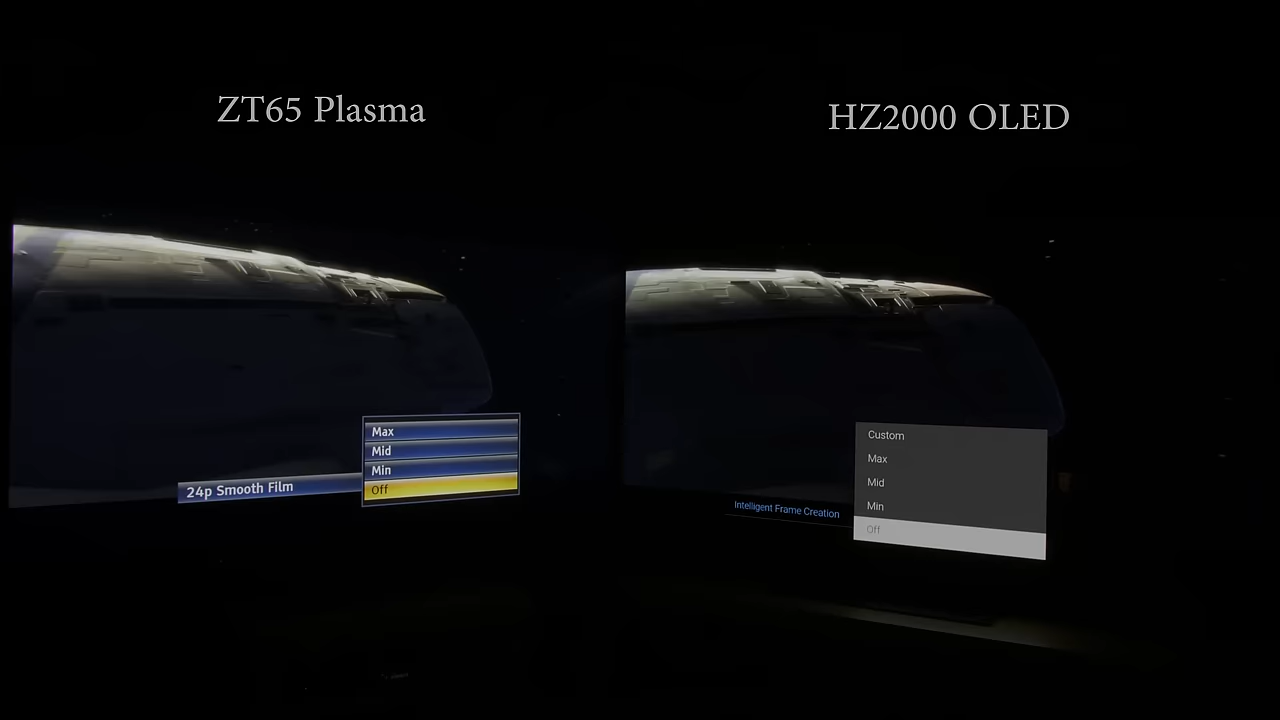 ZT65 Plasma
HZ2000 OLED
Max
Mid
Min
24p Smooth Film
Off
Custom
Max
Mid
Min
Intelligent Frame Creation
Off